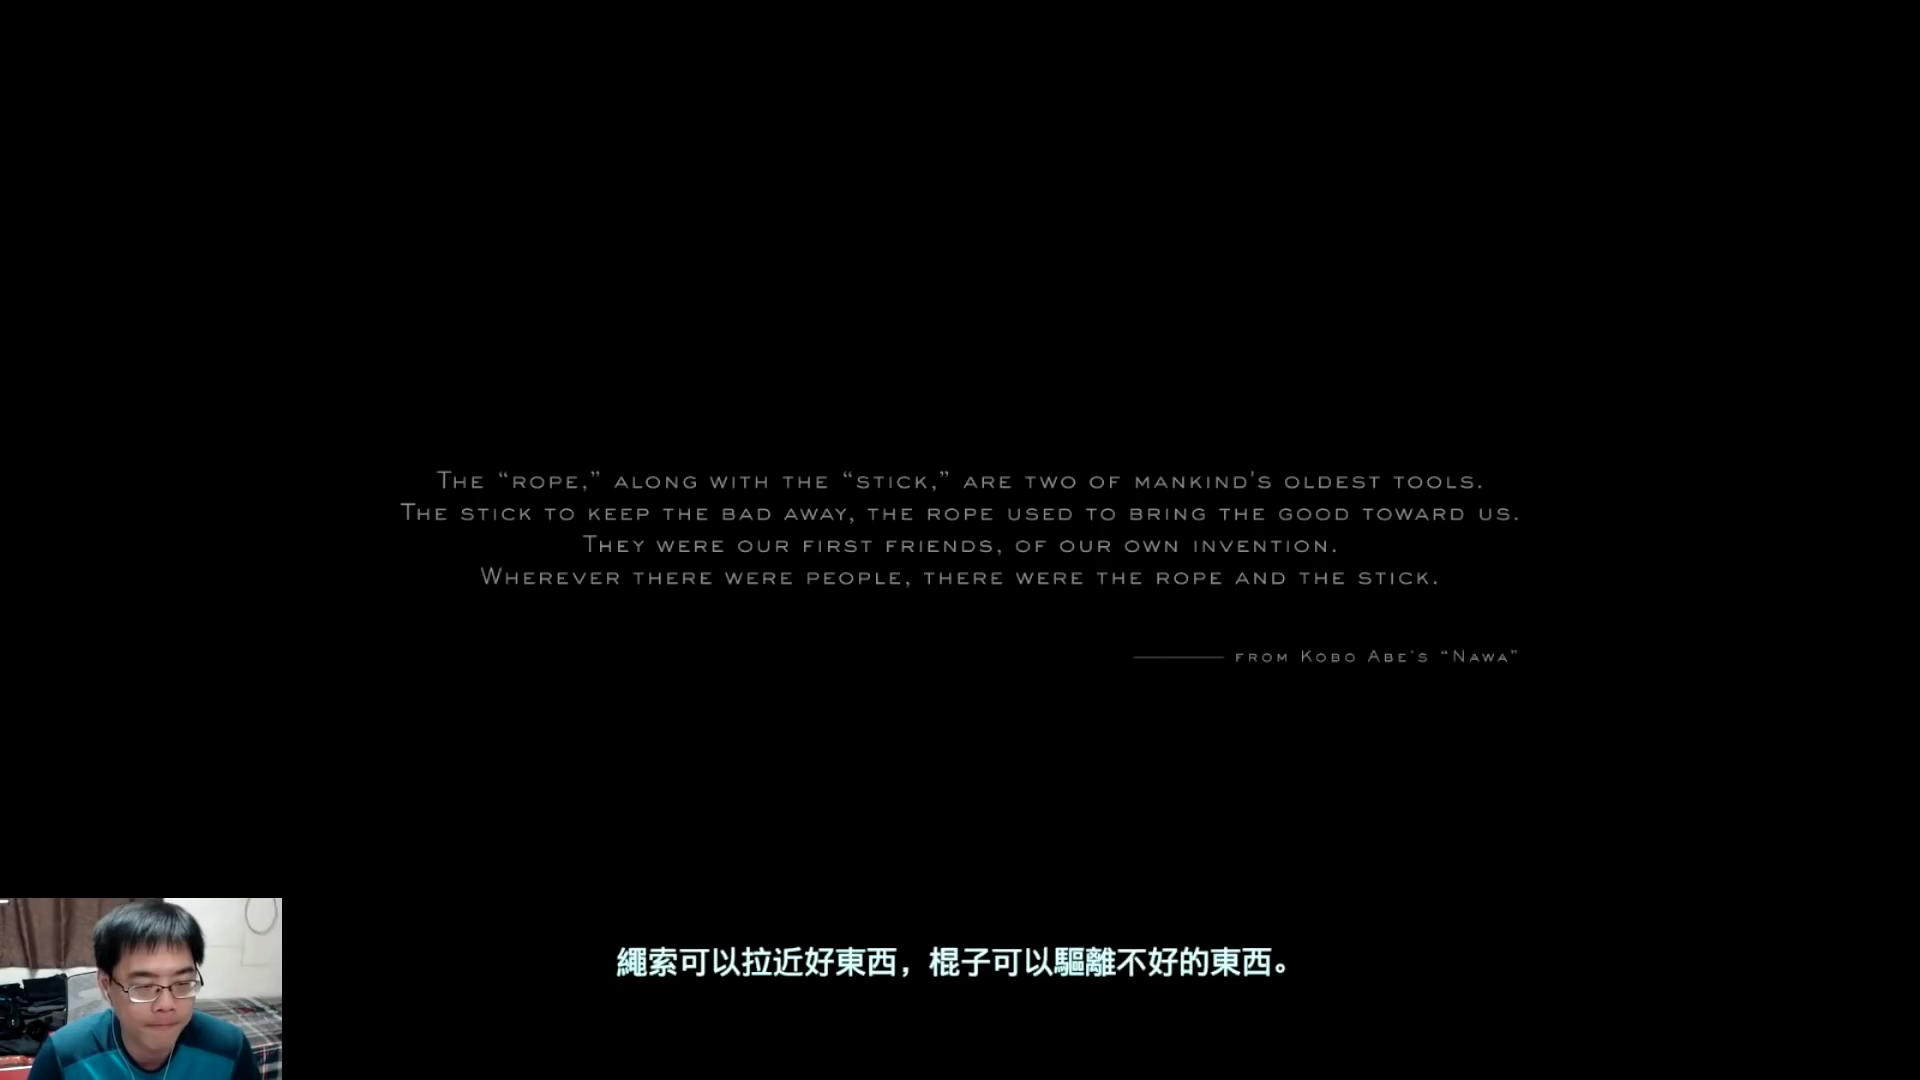 The “rope,” along with the “stick,” are two of mankind's oldest tools.
The stick to keep the bad away, the rope used to bring the good toward us.
They were our first friends, of our own invention.
Wherever there were people, there were the rope and the stick.
from Kobo Abe's “Nawa”
繩索可以拉近好東西，棍子可以驅離不好的東西。